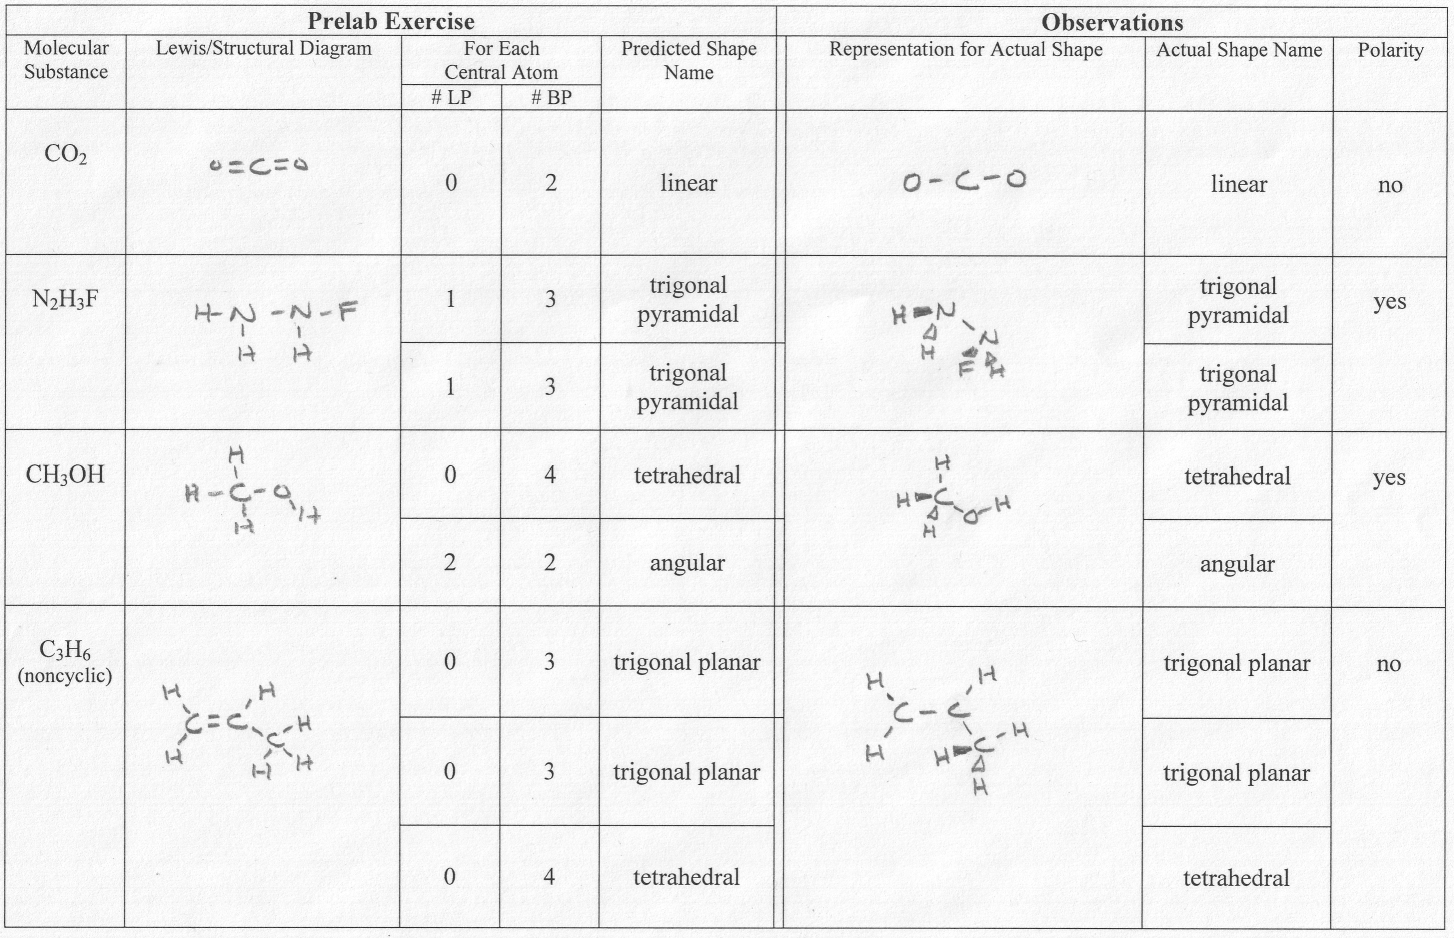 Prelab Exercise
Observations
Molecular
Substance
Lewis/Structural Diagram
For Each
Central Atom
# LP
# BP
Predicted Shape
Name
Representation for Actual Shape
Actual Shape Name
Polarity
CO₂
O=C=O
0
2
linear
O-C-O
linear
no
N₂H₃F
H-N-N-F
H H
1
3
trigonal
pyramidal
1
3
trigonal
pyramidal
H N
N
H
F H
trigonal
pyramidal
trigonal
pyramidal
yes
CH₃OH
H
H-C-O
H
H
0
4
tetrahedral
2
2
angular
H
H C
O-H
H
tetrahedral
angular
yes
C₃H₆
(noncyclic)
H H
C=C
H
C H
H H
0
3
trigonal planar
0
3
trigonal planar
0
4
tetrahedral
H H
C-C
H
H C-H
H
trigonal planar
trigonal planar
tetrahedral
no